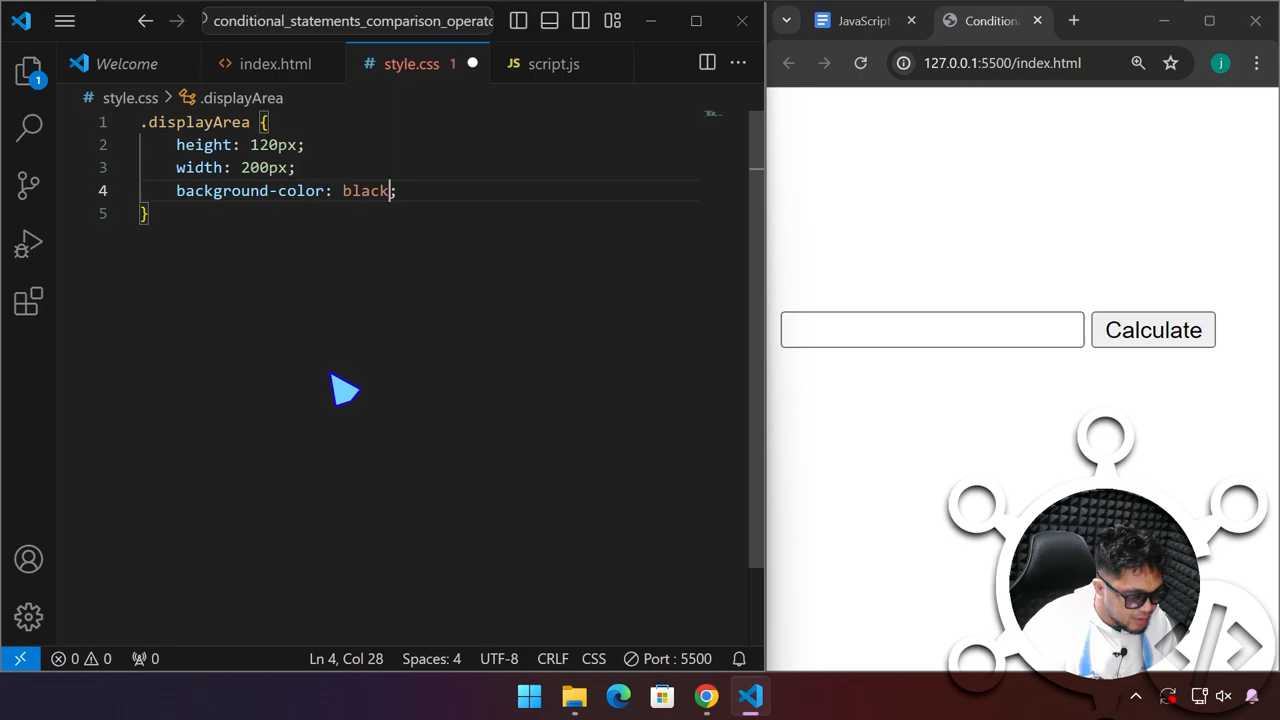 conditional_statements_comparison_operato
JavaScript
Condition
Welcome
index.html
style.css 1
JS script.js
127.0.0.1:5500/index.html
j
1
# style.css > .displayArea
1 .displayArea {
2 height: 120px;
3 width: 200px;
4 background-color: black;
5 }
Calculate
0 0 0
Ln 4, Col 28
Spaces: 4
UTF-8
CRLF
CSS
Port : 5500